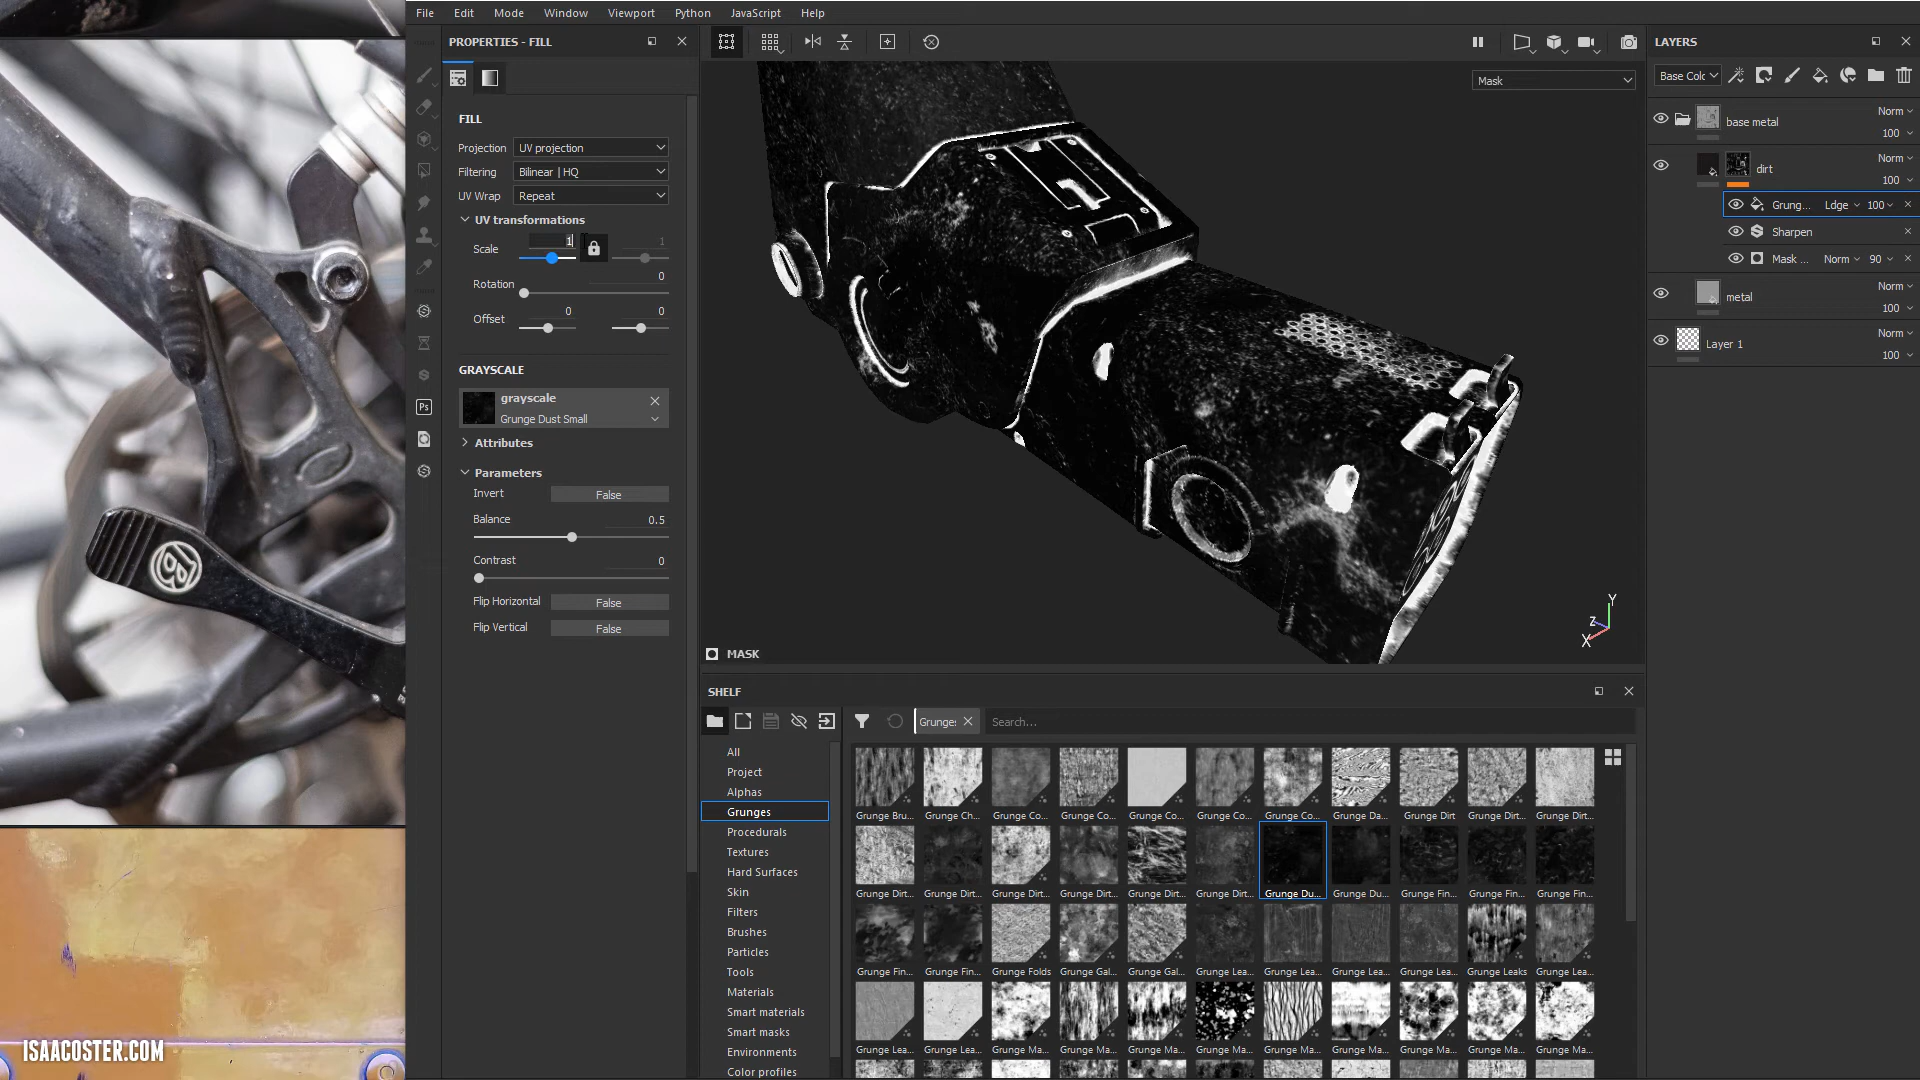 File Edit Mode Window Viewport Python JavaScript Help
PROPERTIES - FILL
FILL
Projection UV projection
Filtering Bilinear | HQ
UV Wrap Repeat
UV transformations
Scale 1 1
Rotation 0
Offset 0 0
GRAYSCALE
grayscale
Grunge Dust Small
Attributes
Parameters
Invert False
Balance 0.5
Contrast 0
Flip Horizontal False
Flip Vertical False
Ps
Mask
Y
Z
X
MASK
LAYERS
Base Colc
base metal Norm 100
dirt Norm 100
Grung... Ldge 100
Sharpen
Mask ... Norm 90
metal Norm 100
Layer 1 Norm 100
SHELF
Grunges Search...
All
Project
Alphas
Grunges
Procedurals
Textures
Hard Surfaces
Skin
Filters
Brushes
Particles
Tools
Materials
Smart materials
Smart masks
Environments
Color profiles
Grunge Bru... Grunge Ch... Grunge Co... Grunge Co... Grunge Co... Grunge Co... Grunge Co... Grunge Da... Grunge Dirt Grunge Dirt... Grunge Dirt...
Grunge Dirt... Grunge Dirt... Grunge Dirt... Grunge Dirt... Grunge Dirt... Grunge Dirt... Grunge Du... Grunge Du... Grunge Fin... Grunge Fin... Grunge Fin...
Grunge Fin... Grunge Fin... Grunge Folds Grunge Gal... Grunge Gal... Grunge Lea... Grunge Lea... Grunge Lea... Grunge Lea... Grunge Leaks Grunge Lea...
Grunge Lea... Grunge Lea... Grunge Ma... Grunge Ma... Grunge Ma... Grunge Ma... Grunge Ma... Grunge Ma... Grunge Ma... Grunge Ma... Grunge Ma...
ISAACOSTER.COM